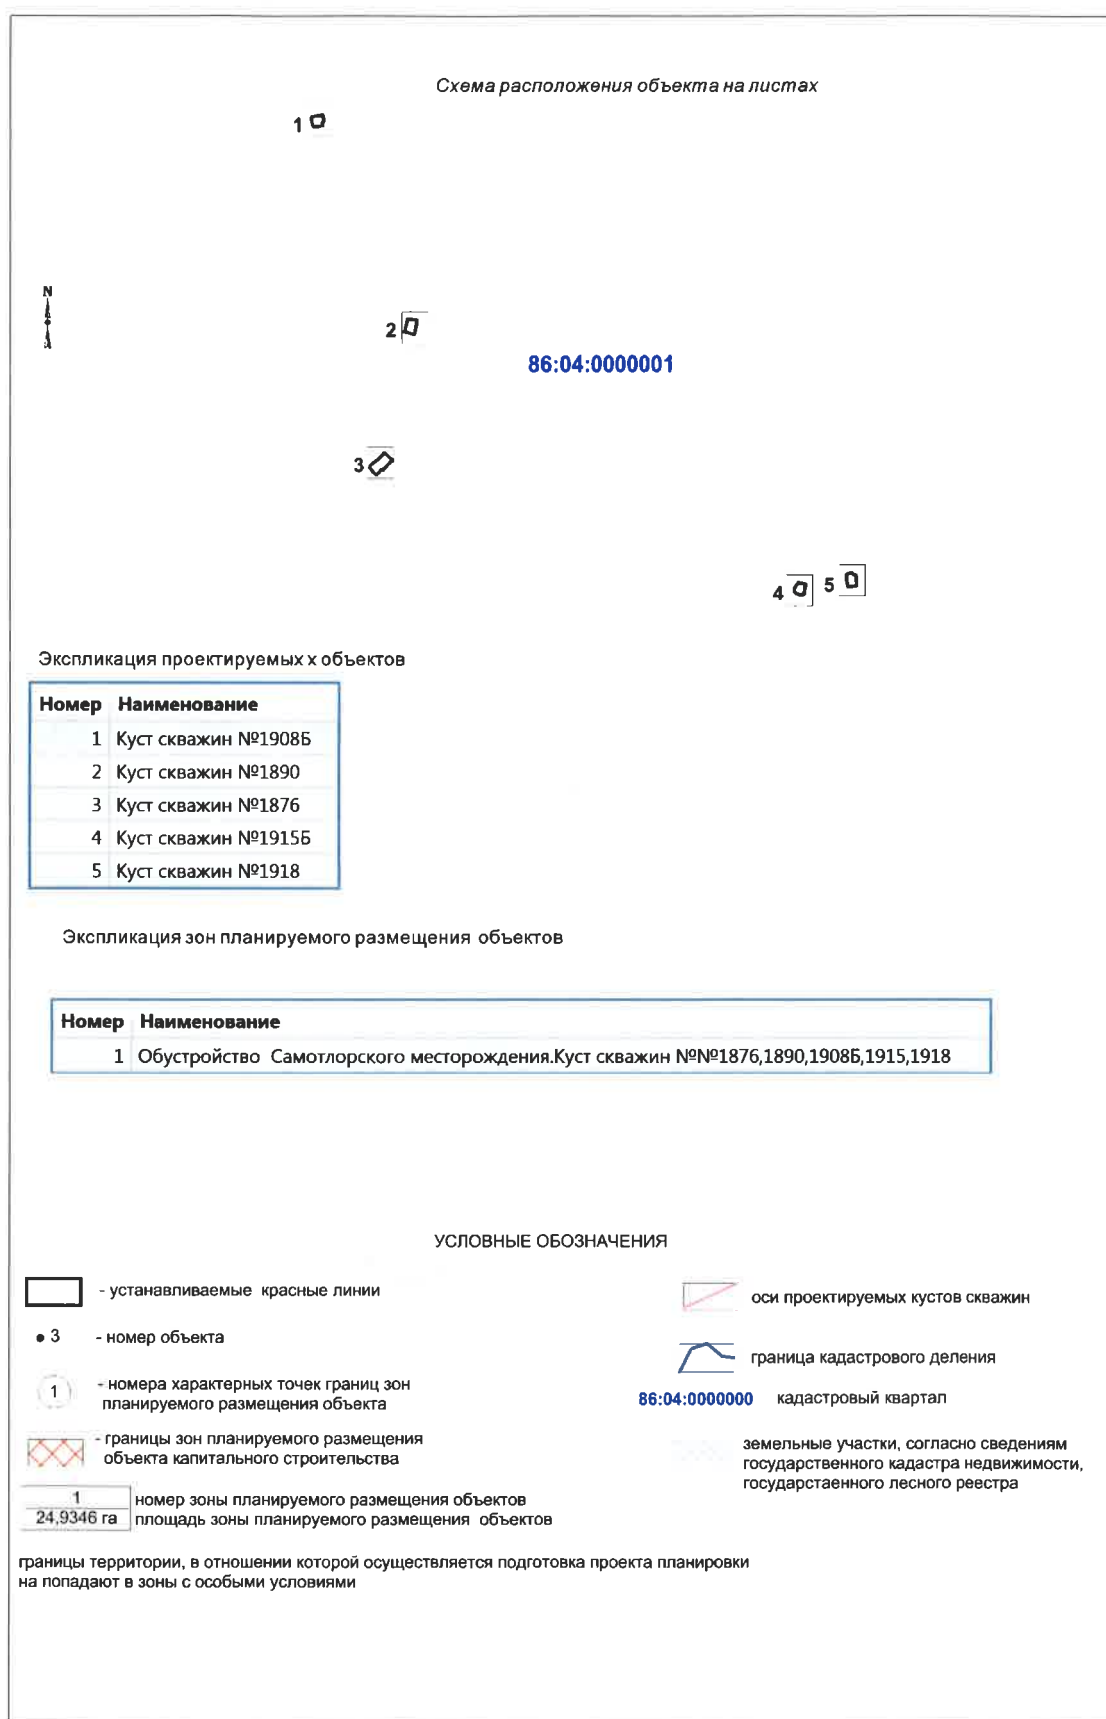 Схема расположения объекта на листах
1
N
2
86:04:0000001
3
4
5
Экспликация проектируемых х объектов
Номер Наименование
1 Куст скважин №1908Б
2 Куст скважин №1890
3 Куст скважин №1876
4 Куст скважин №1915Б
5 Куст скважин №1918
Экспликация зон планируемого размещения объектов
Номер Наименование
1 Обустройство Самотлорского месторождения.Куст скважин №№1876,1890,1908Б,1915,1918
УСЛОВНЫЕ ОБОЗНАЧЕНИЯ
- устанавливаемые красные линии
• 3 - номер объекта
1 - номера характерных точек границ зон
планируемого размещения объекта
- границы зон планируемого размещения
объекта капитального строительства
1 номер зоны планируемого размещения объектов
24,9346 га площадь зоны планируемого размещения объектов
оси проектируемых кустов скважин
граница кадастрового деления
86:04:0000000 кадастровый квартал
земельные участки, согласно сведениям
государственного кадастра недвижимости,
государстаенного лесного реестра
границы территории, в отношении которой осуществляется подготовка проекта планировки
на попадают в зоны с особыми условиями